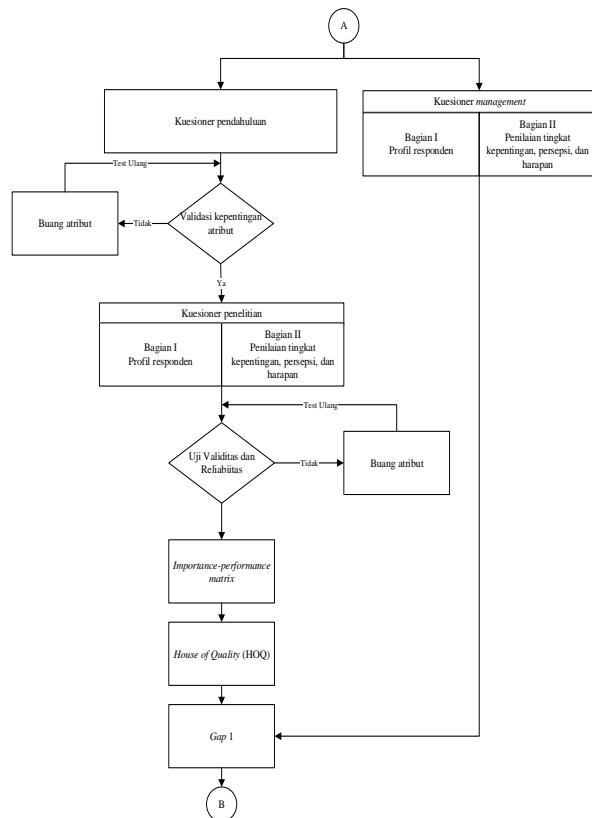 A
Kuesioner pendahuluan
Kuesioner management
Bagian I
Profil responden
Bagian II
Penilaian tingkat
kepentingan, persepsi, dan
harapan
Test Ulang
Buang atribut
Tidak
Validasi kepentingan
atribut
Ya
Kuesioner penelitian
Bagian I
Profil responden
Bagian II
Penilaian tingkat
kepentingan, persepsi, dan
harapan
Test Ulang
Uji Validitas dan
Reliabiitas
Tidak
Buang atribut
Importance-performance
matrix
House of Quality (HOQ)
Gap 1
B